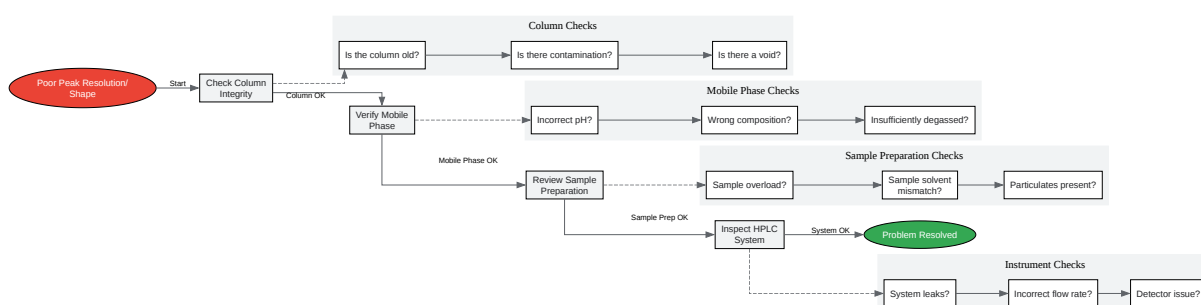 Column Checks
Is the column old?
Is there contamination?
Is there a void?
Poor Peak Resolution/
Shape
Start
Check Column
Integrity
Column OK
Mobile Phase Checks
Verify Mobile
Phase
Incorrect pH?
Wrong composition?
Insufficiently degassed?
Mobile Phase OK
Sample Preparation Checks
Review Sample
Preparation
Sample overload?
Sample solvent
mismatch?
Particulates present?
Sample Prep OK
Inspect HPLC
System
System OK
Problem Resolved
Instrument Checks
System leaks?
Incorrect flow rate?
Detector issue?